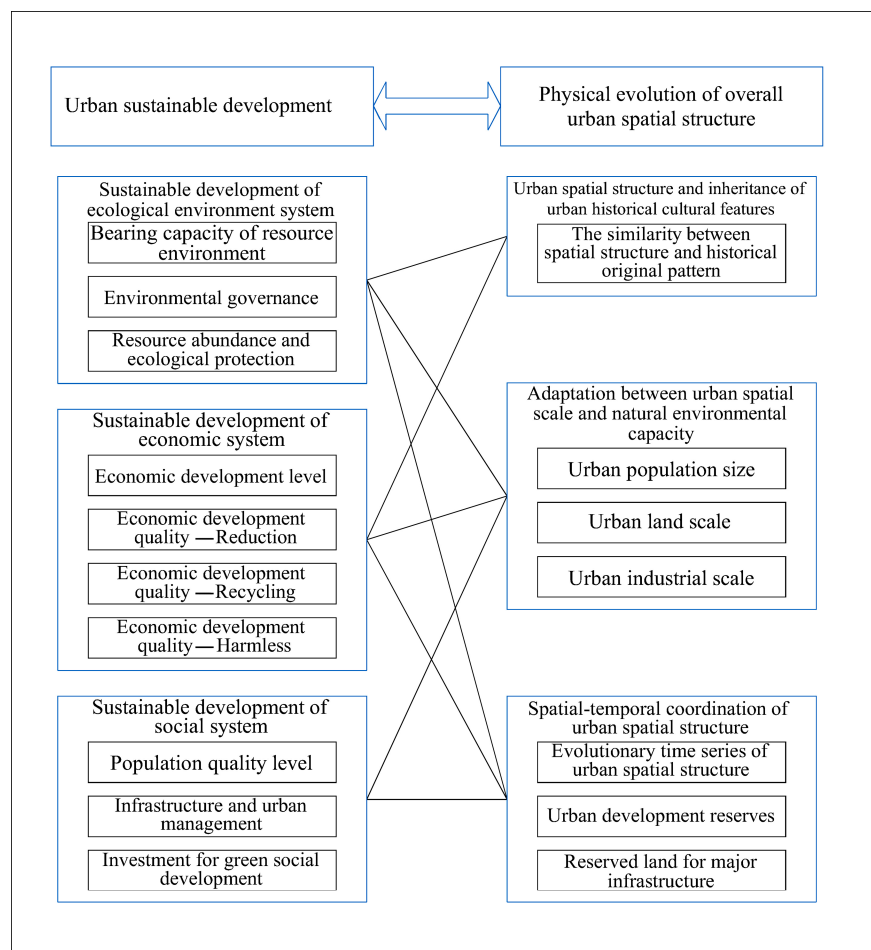 Urban sustainable development
Physical evolution of overall
urban spatial structure
Sustainable development of
ecological environment system
Bearing capacity of resource
environment
Environmental governance
Resource abundance and
ecological protection
Sustainable development of
economic system
Economic development level
Economic development
quality —Reduction
Economic development
quality —Recycling
Economic development
quality—Harmless
Sustainable development of
social system
Population quality level
Infrastructure and urban
management
Investment for green social
development
Urban spatial structure and inheritance of
urban historical cultural features
The similarity between
spatial structure and historical
original pattern
Adaptation between urban spatial
scale and natural environmental
capacity
Urban population size
Urban land scale
Urban industrial scale
Spatial-temporal coordination of
urban spatial structure
Evolutionary time series of
urban spatial structure
Urban development reserves
Reserved land for major
infrastructure